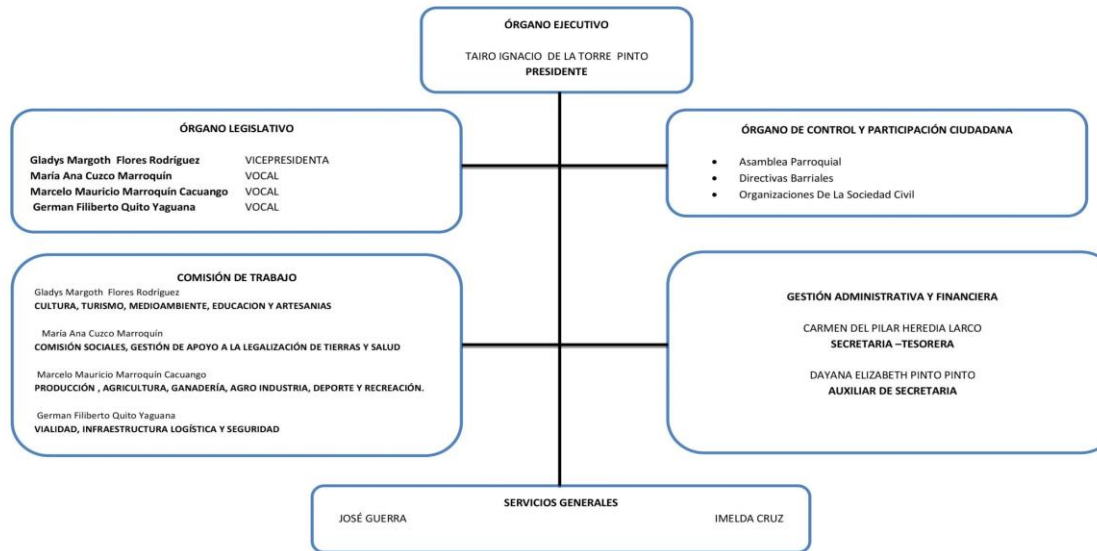 ÓRGANO EJECUTIVO
TAIRO IGNACIO DE LA TORRE PINTO
PRESIDENTE
ÓRGANO LEGISLATIVO
Gladys Margoth Flores Rodríguez VICEPRESIDENTA
María Ana Cuzco Marroquín VOCAL
Marcelo Mauricio Marroquín Cacuango VOCAL
German Filiberto Quito Yaguana VOCAL
ÓRGANO DE CONTROL Y PARTICIPACIÓN CIUDADANA
• Asamblea Parroquial
• Directivas Barriales
• Organizaciones De La Sociedad Civil
COMISIÓN DE TRABAJO
Gladys Margoth Flores Rodríguez
CULTURA, TURISMO, MEDIOAMBIENTE, EDUCACION Y ARTESANIAS
María Ana Cuzco Marroquín
COMISIÓN SOCIALES, GESTIÓN DE APOYO A LA LEGALIZACIÓN DE TIERRAS Y SALUD
Marcelo Mauricio Marroquín Cacuango
PRODUCCIÓN , AGRICULTURA, GANADERÍA, AGRO INDUSTRIA, DEPORTE Y RECREACIÓN.
German Filiberto Quito Yaguana
VIALIDAD, INFRAESTRUCTURA LOGÍSTICA Y SEGURIDAD
GESTIÓN ADMINISTRATIVA Y FINANCIERA
CARMEN DEL PILAR HEREDIA LARCO
SECRETARIA –TESORERA
DAYANA ELIZABETH PINTO PINTO
AUXILIAR DE SECRETARIA
SERVICIOS GENERALES
JOSÉ GUERRA IMELDA CRUZ